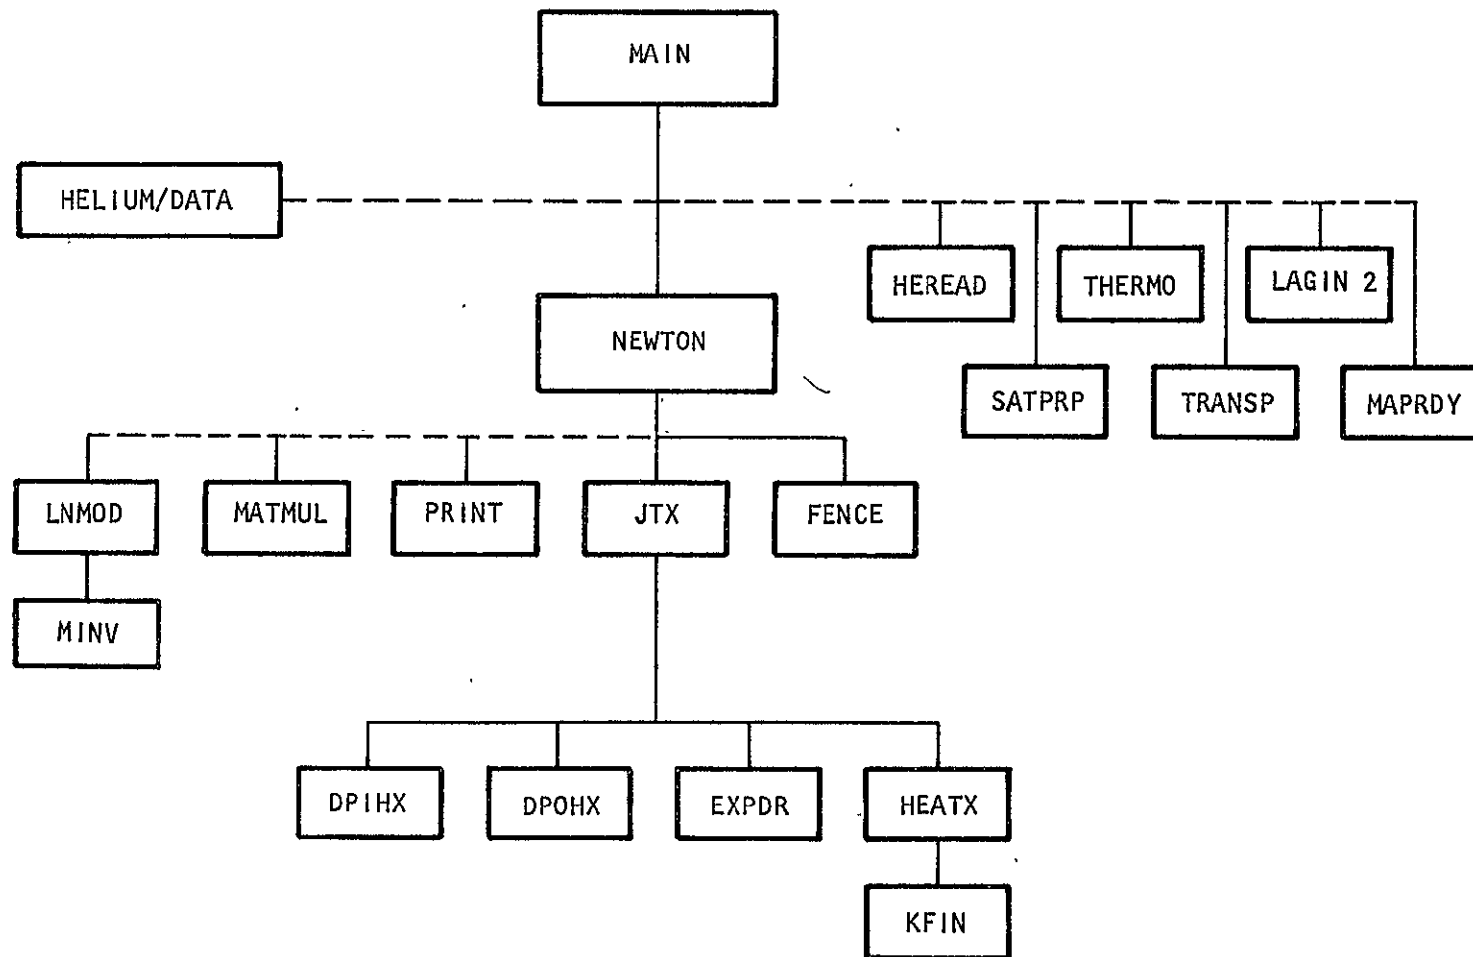 MAIN
HELIUM/DATA
HEREAD
THERMO
LAGIN 2
NEWTON
SATPRP
TRANSP
MAPRDY
LNMOD
MATMUL
PRINT
JTX
FENCE
MINV
DPIHX
DPOHX
EXPDR
HEATX
KFIN